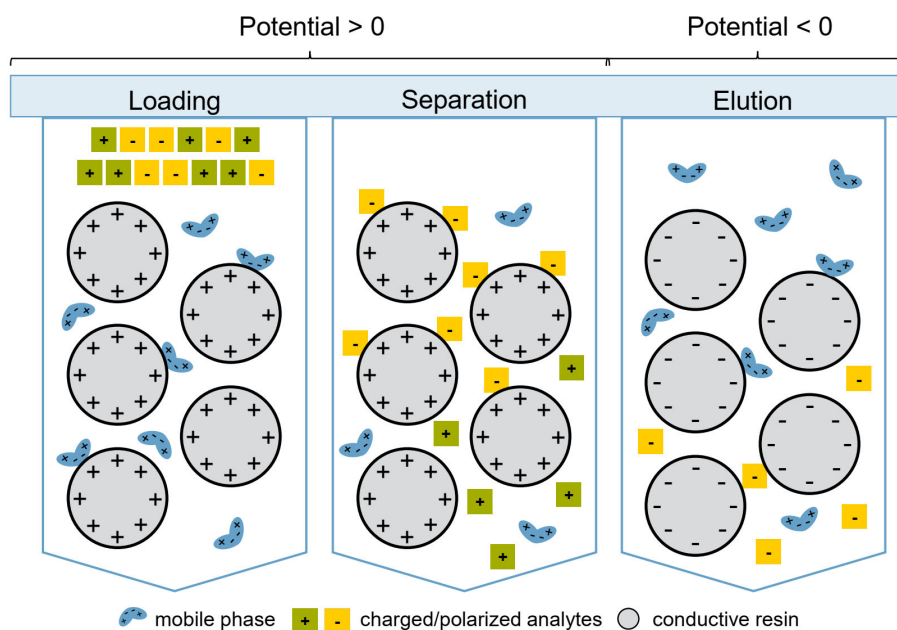 Potential > 0 Potential < 0
Loading Separation Elution
+ - - + - +
+ + - - + + -
mobile phase + - charged/polarized analytes conductive resin